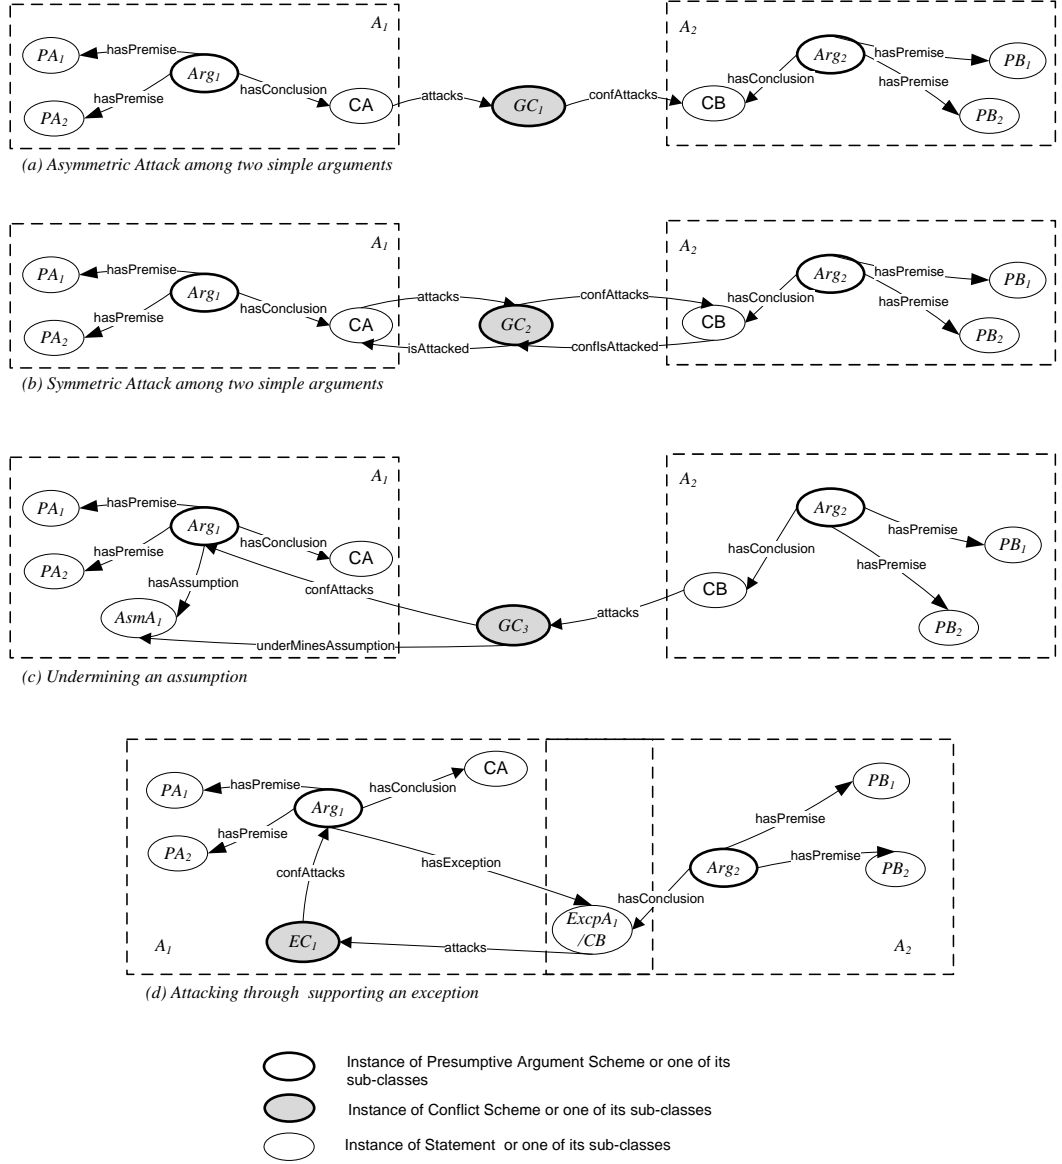 A1
A2
PA1
hasPremise
Arg1
hasPremise
PA2
hasConclusion
CA
attacks
GC1
confAttacks
CB
hasConclusion
Arg2
hasPremise
PB1
hasPremise
PB2
(a) Asymmetric Attack among two simple arguments
A1
A2
PA1
hasPremise
Arg1
hasPremise
PA2
hasConclusion
CA
attacks
isAttacked
GC2
confAttacks
confIsAttacked
CB
hasConclusion
Arg2
hasPremise
PB1
hasPremise
PB2
(b) Symmetric Attack among two simple arguments
A1
A2
PA1
hasPremise
Arg1
hasPremise
PA2
hasConclusion
CA
hasAssumption
AsmA1
confAttacks
underMinesAssumption
GC3
attacks
CB
hasConclusion
Arg2
hasPremise
PB1
hasPremise
PB2
(c) Undermining an assumption
PA1
hasPremise
Arg1
hasPremise
PA2
hasConclusion
CA
confAttacks
hasException
EC1
attacks
ExcpA1
/CB
hasConclusion
Arg2
hasPremise
PB1
hasPremise
PB2
A1
A2
(d) Attacking through supporting an exception
Instance of Presumptive Argument Scheme or one of its
sub-classes
Instance of Conflict Scheme or one of its sub-classes
Instance of Statement or one of its sub-classes